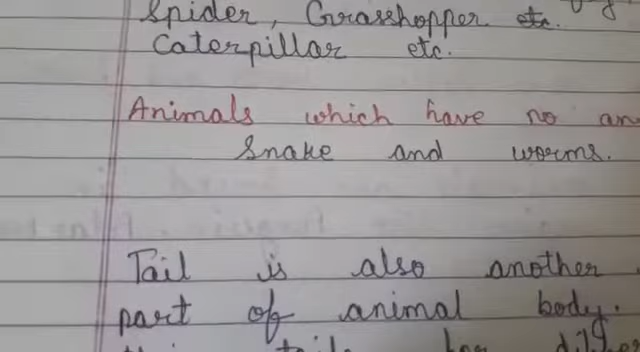 Spider, Grasshopper etc.
Caterpillar etc.
Animals which have no
Snake and worms.
Tail is also another
part of animal body.